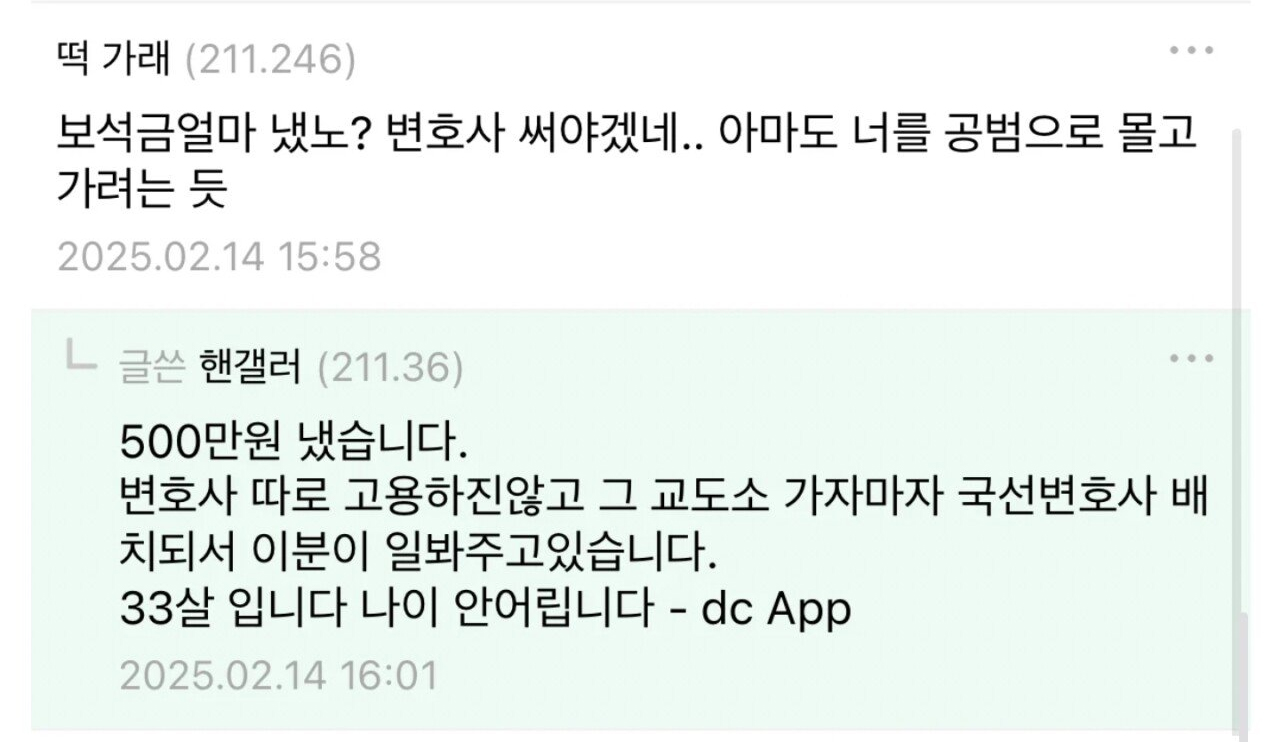 떡 가래 (211.246)
보석금얼마 냈노? 변호사 써야겠네.. 아마도 너를 공범으로 몰고
가려는 듯
2025.02.14 15:58
글쓴 핸갤러 (211.36)
500만원 냈습니다.
변호사 따로 고용하진않고 그 교도소 가자마자 국선변호사 배
치되서 이분이 일봐주고있습니다.
33살 입니다 나이 안어립니다 - dc App
2025.02.14 16:01